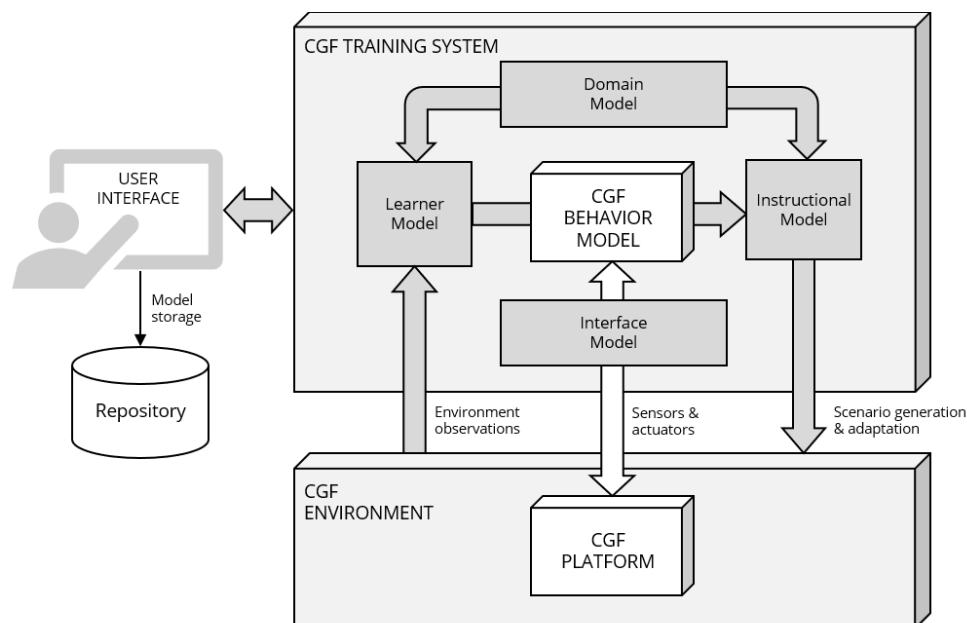 CGF TRAINING SYSTEM
Domain
Model
USER
INTERFACE
Learner
Model
CGF
BEHAVIOR
MODEL
Instructional
Model
Model
storage
Interface
Model
Repository
Environment
observations
Sensors &
actuators
Scenario generation
& adaptation
CGF
ENVIRONMENT
CGF
PLATFORM